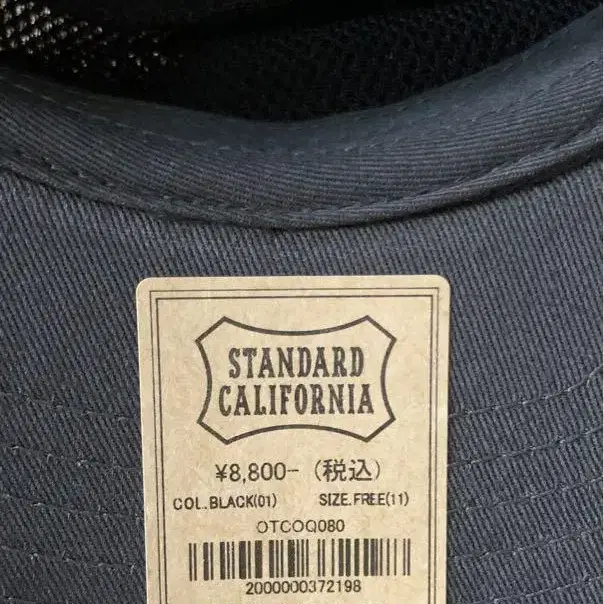 STANDARD
CALIFORNIA
¥8,800- (税込)
COL.BLACK(01) SIZE.FREE(11)
OTCOQ080
2000000372198